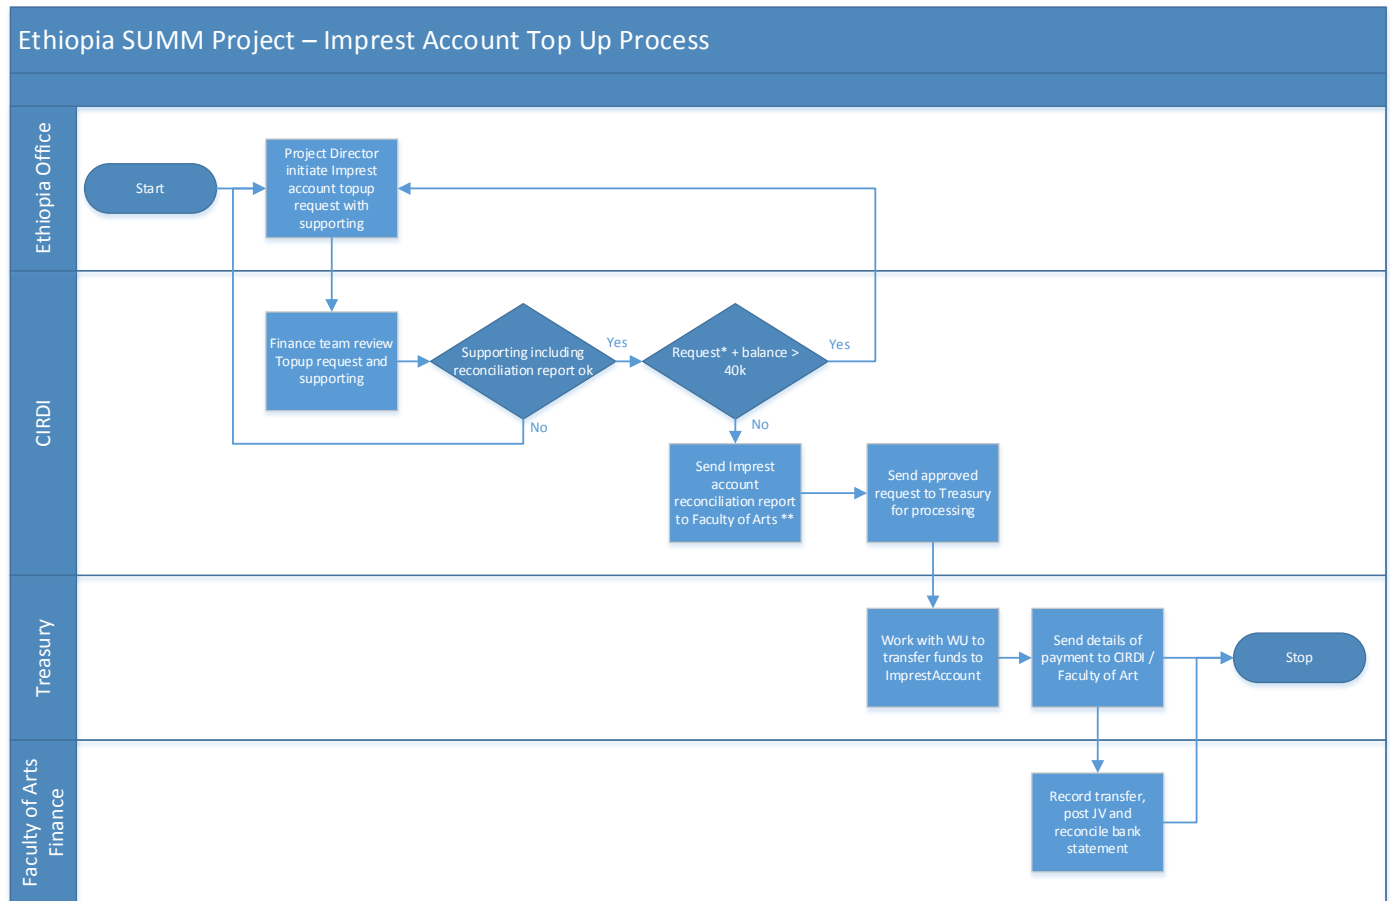 Ethiopia SUMM Project – Imprest Account Top Up Process
Ethiopia Office
Start
Project Director
initiate Imprest
account topup
request with
supporting
CIRDI
Finance team review
Topup request and
supporting
Supporting including
reconciliation report ok
Yes
No
Request* + balance >
40k
Yes
No
Send Imprest
account
reconciliation report
to Faculty of Arts **
Send approved
request to Treasury
for processing
Treasury
Work with WU to
transfer funds to
ImprestAccount
Send details of
payment to CIRDI /
Faculty of Art
Stop
Faculty of Arts
Finance
Record transfer,
post JV and
reconcile bank
statement